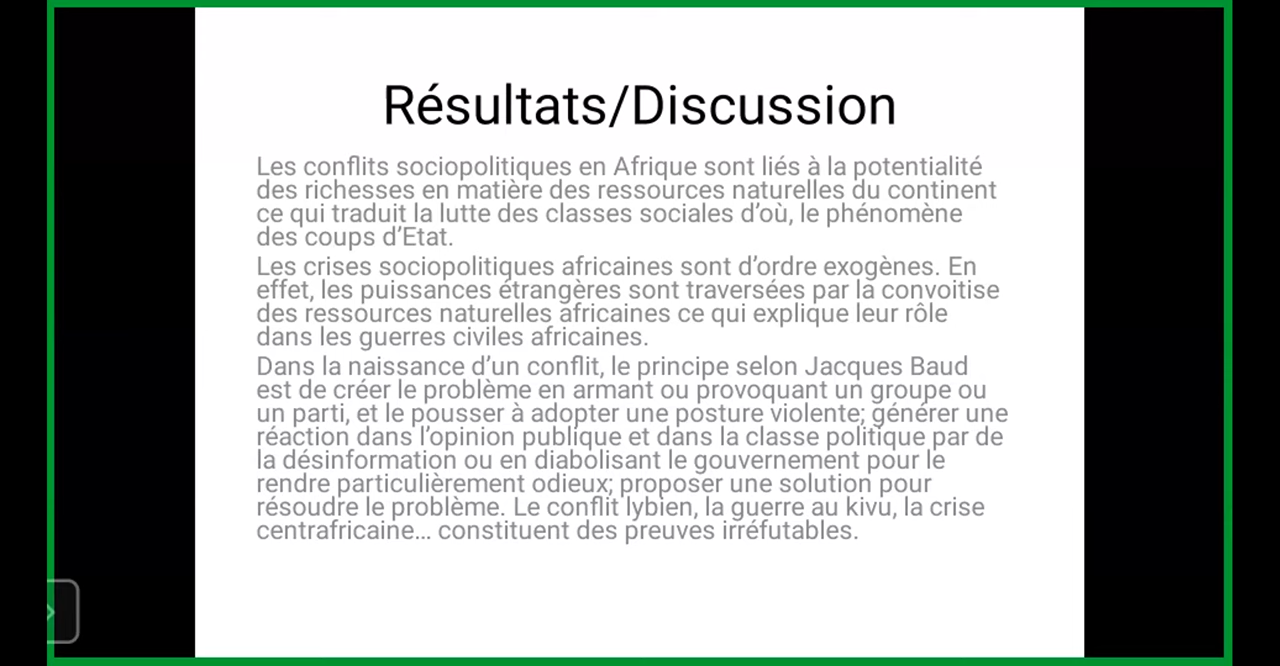 Résultats/Discussion
Les conflits sociopolitiques en Afrique sont liés à la potentialité
des richesses en matière des ressources naturelles du continent
ce qui traduit la lutte des classes sociales d’où, le phénomène
des coups d’Etat.
Les crises sociopolitiques africaines sont d’ordre exogènes. En
effet, les puissances étrangères sont traversées par la convoitise
des ressources naturelles africaines ce qui explique leur rôle
dans les guerres civiles africaines.
Dans la naissance d’un conflit, le principe selon Jacques Baud
est de créer le problème en armant ou provoquant un groupe ou
un parti, et le pousser à adopter une posture violente; générer une
réaction dans l’opinion publique et dans la classe politique par de
la désinformation ou en diabolisant le gouvernement pour le
rendre particulièrement odieux; proposer une solution pour
résoudre le problème. Le conflit lybien, la guerre au kivu, la crise
centrafricaine... constituent des preuves irréfutables.